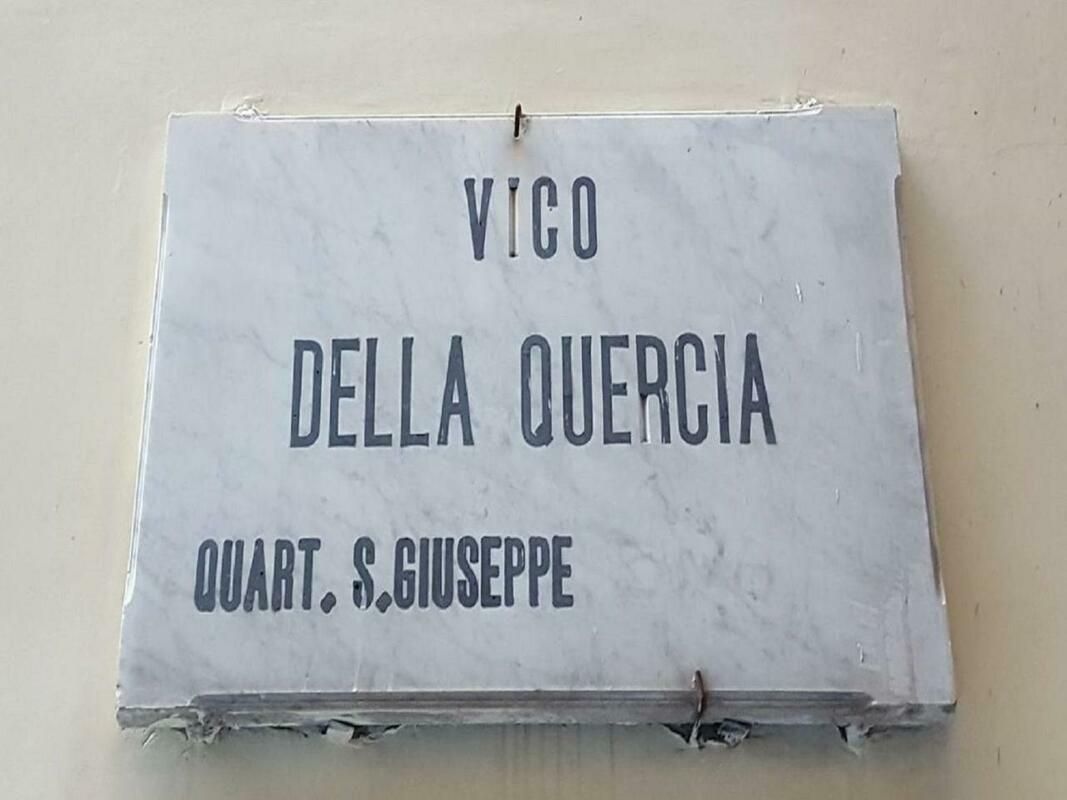 VICO
DELLA QUERCIA
QUART. S.GIUSEPPE